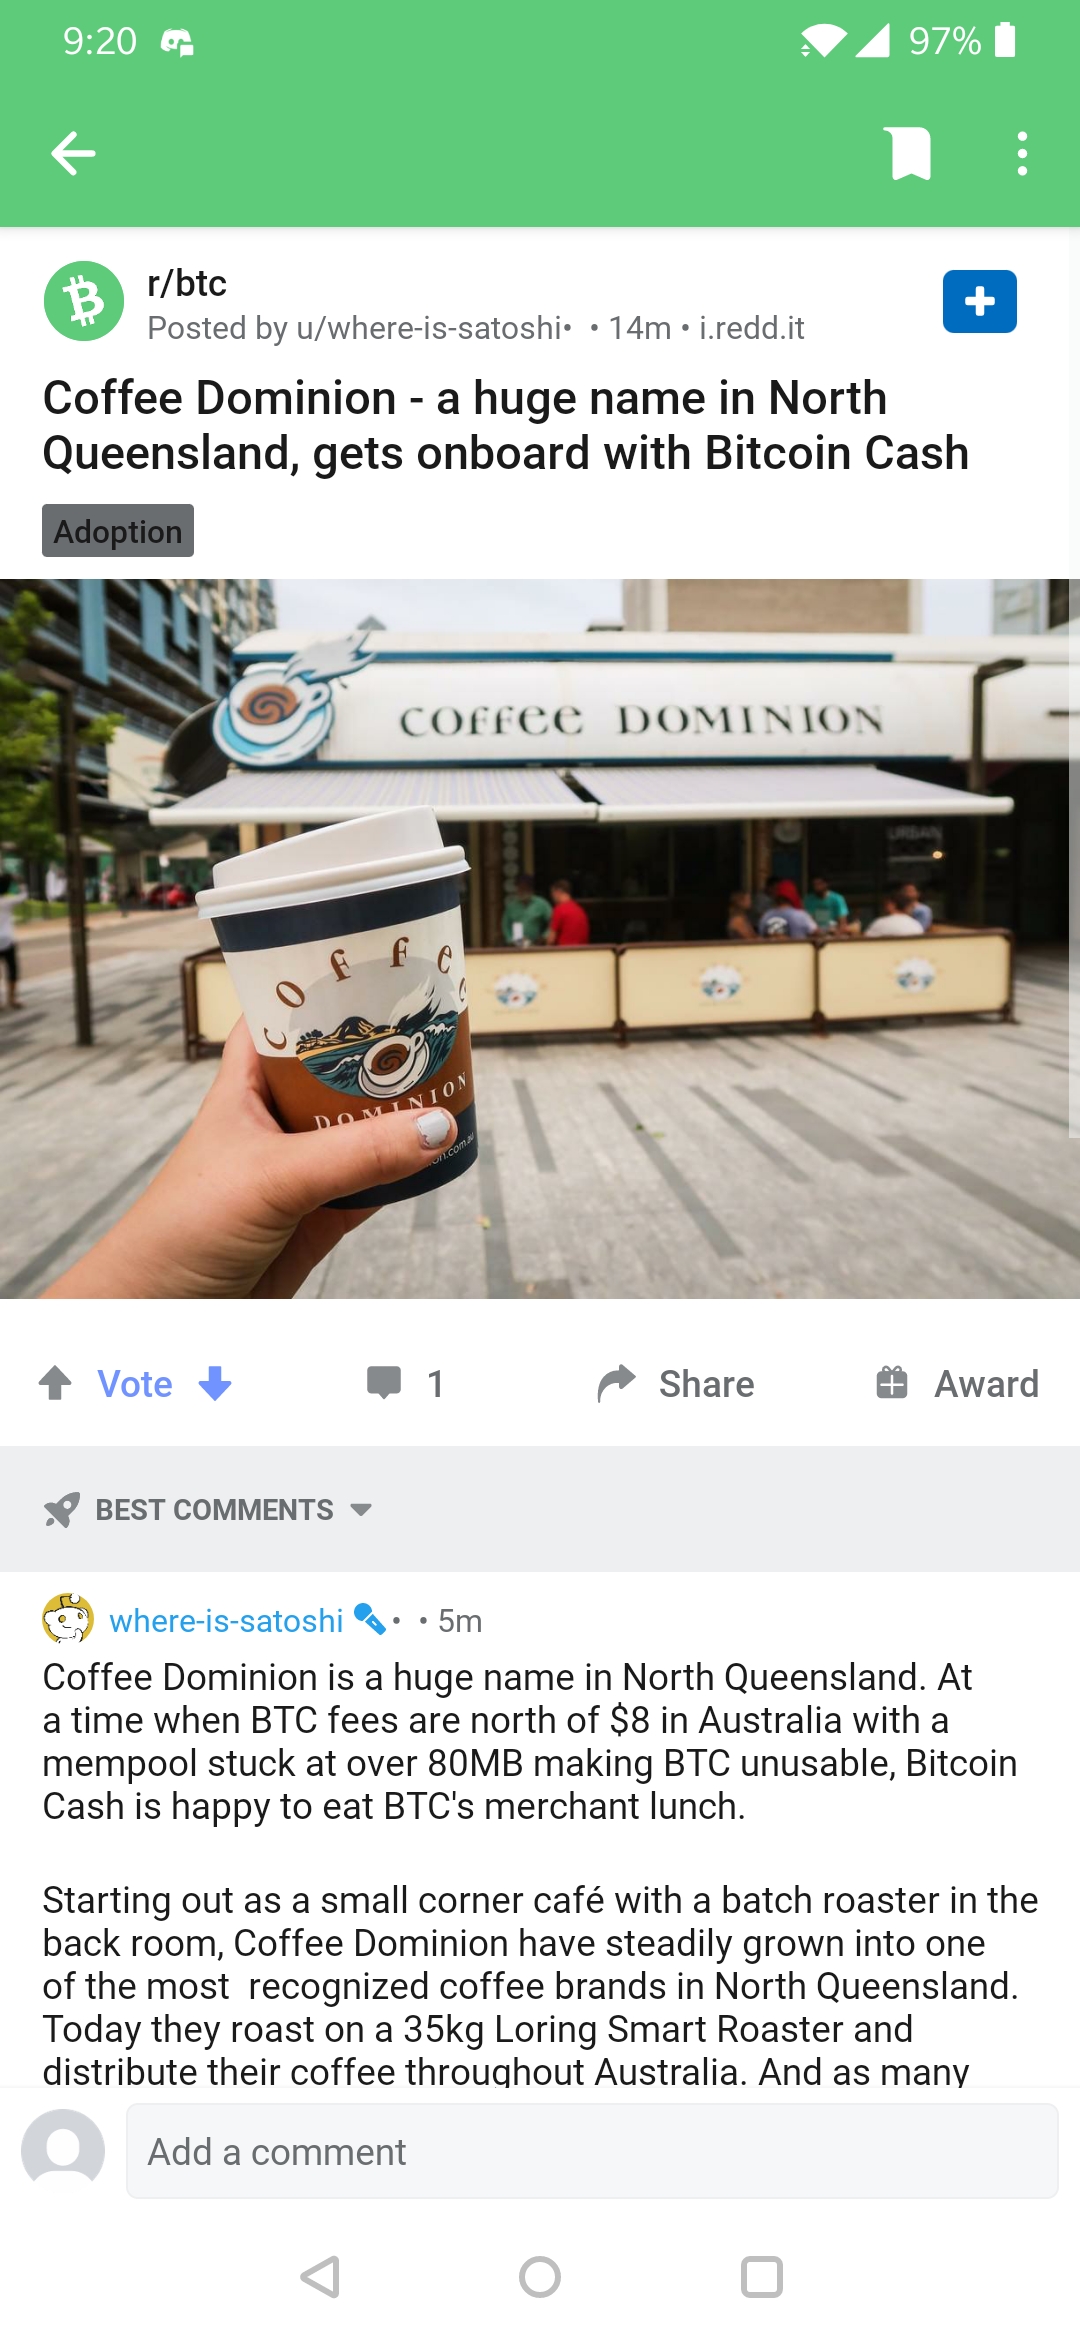 9:20
97%
r/btc
Posted by u/where-is-satoshi• • 14m • i.redd.it
Coffee Dominion - a huge name in North
Queensland, gets onboard with Bitcoin Cash
Adoption
COFFEE DOMINION
URBAN
COFFEE
DOMINION
Vote
1
Share
Award
BEST COMMENTS
where-is-satoshi • • 5m
Coffee Dominion is a huge name in North Queensland. At
a time when BTC fees are north of $8 in Australia with a
mempool stuck at over 80MB making BTC unusable, Bitcoin
Cash is happy to eat BTC's merchant lunch.
Starting out as a small corner café with a batch roaster in the
back room, Coffee Dominion have steadily grown into one
of the most  recognized coffee brands in North Queensland.
Today they roast on a 35kg Loring Smart Roaster and
distribute their coffee throughout Australia. And as many
Add a comment